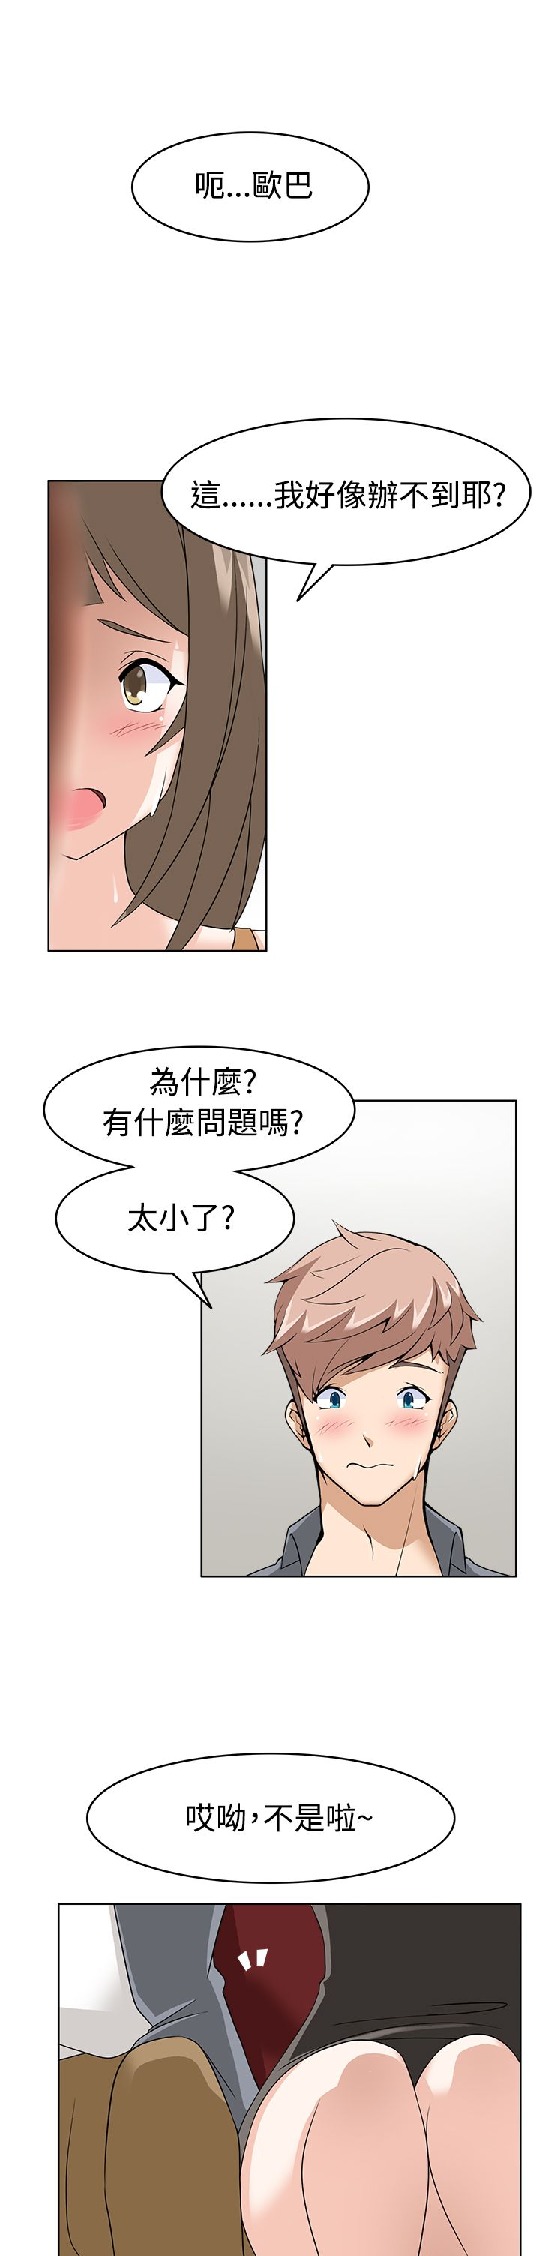 呃...歐巴
這......我好像辦不到耶?
為什麼?
有什麼問題嗎?
太小了?
哎呦，不是啦~